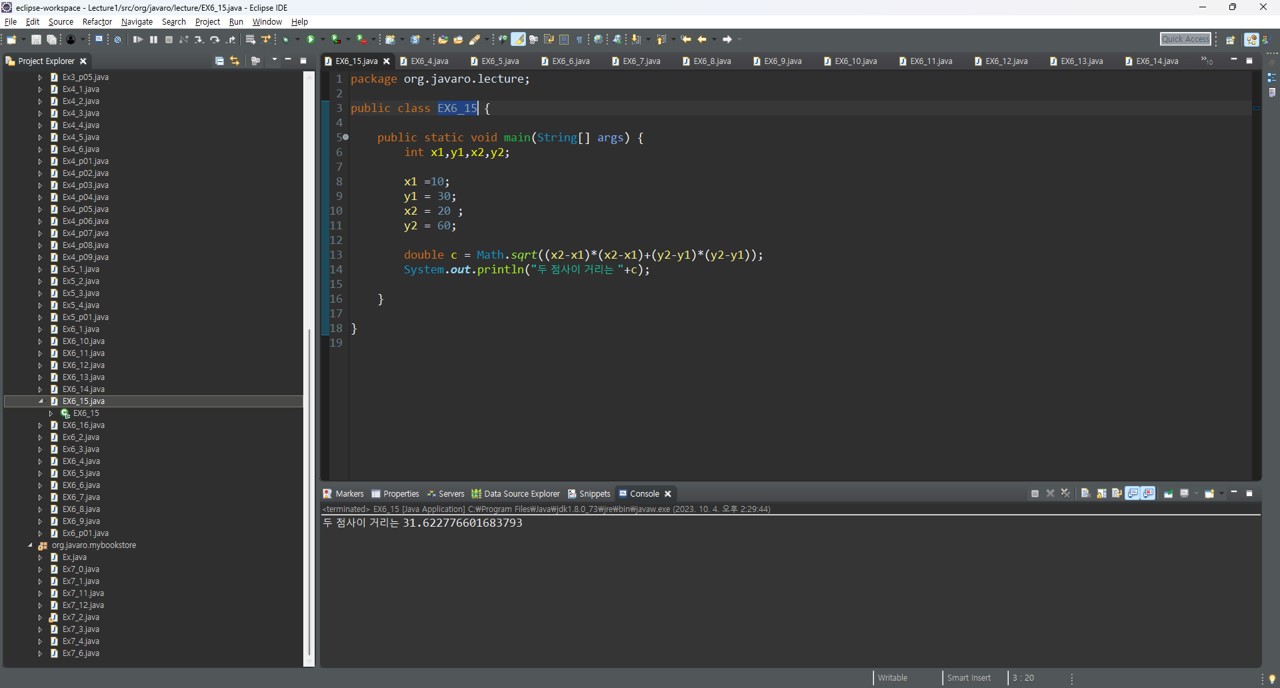 eclipse-workspace - Lecture1/src/org/javaro/lecture/EX6_15.java - Eclipse IDE
File Edit Source Refactor Navigate Search Project Run Window Help
Quick Access
Project Explorer
Ex3_p05.java
Ex4_1.java
Ex4_2.java
Ex4_3.java
Ex4_4.java
Ex4_5.java
Ex4_6.java
Ex4_p01.java
Ex4_p02.java
Ex4_p03.java
Ex4_p04.java
Ex4_p05.java
Ex4_p06.java
Ex4_p07.java
Ex4_p08.java
Ex4_p09.java
Ex5_1.java
Ex5_2.java
Ex5_3.java
Ex5_4.java
Ex5_p01.java
Ex6_1.java
EX6_10.java
EX6_11.java
EX6_12.java
EX6_13.java
EX6_14.java
EX6_15.java
EX6_15
EX6_16.java
Ex6_2.java
Ex6_3.java
EX6_4.java
EX6_5.java
EX6_6.java
EX6_7.java
EX6_8.java
EX6_9.java
Ex6_p01.java
org.javaro.mybookstore
Ex.java
Ex7_0.java
Ex7_1.java
Ex7_11.java
Ex7_12.java
Ex7_2.java
Ex7_3.java
Ex7_4.java
Ex7_6.java
EX6_15.java EX6_4.java EX6_5.java EX6_6.java EX6_7.java EX6_8.java EX6_9.java EX6_10.java EX6_11.java EX6_12.java EX6_13.java EX6_14.java »10
1 package org.javaro.lecture;
2
3 public class EX6_15 {
4
5 public static void main(String[] args) {
6 int x1,y1,x2,y2;
7
8 x1 =10;
9 y1 = 30;
10 x2 = 20 ;
11 y2 = 60;
12
13 double c = Math.sqrt((x2-x1)*(x2-x1)+(y2-y1)*(y2-y1));
14 System.out.println("두 점사이 거리는 "+c);
15
16 }
17
18 }
19
Markers Properties Servers Data Source Explorer Snippets Console
<terminated> EX6_15 [Java Application] C:₩Program Files₩Java₩jdk1.8.0_73₩jre₩bin₩javaw.exe (2023. 10. 4. 오후 2:29:44)
두 점사이 거리는 31.622776601683793
Writable Smart Insert 3 : 20